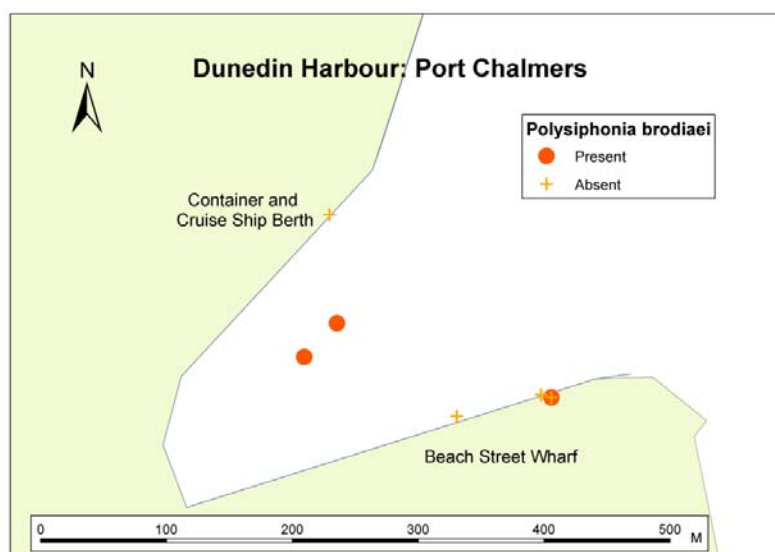 Dunedin Harbour: Port Chalmers
N
Polysiphonia brodiaei
Present
Absent
Container and
Cruise Ship Berth
Beach Street Wharf
0 100 200 300 400 500
M